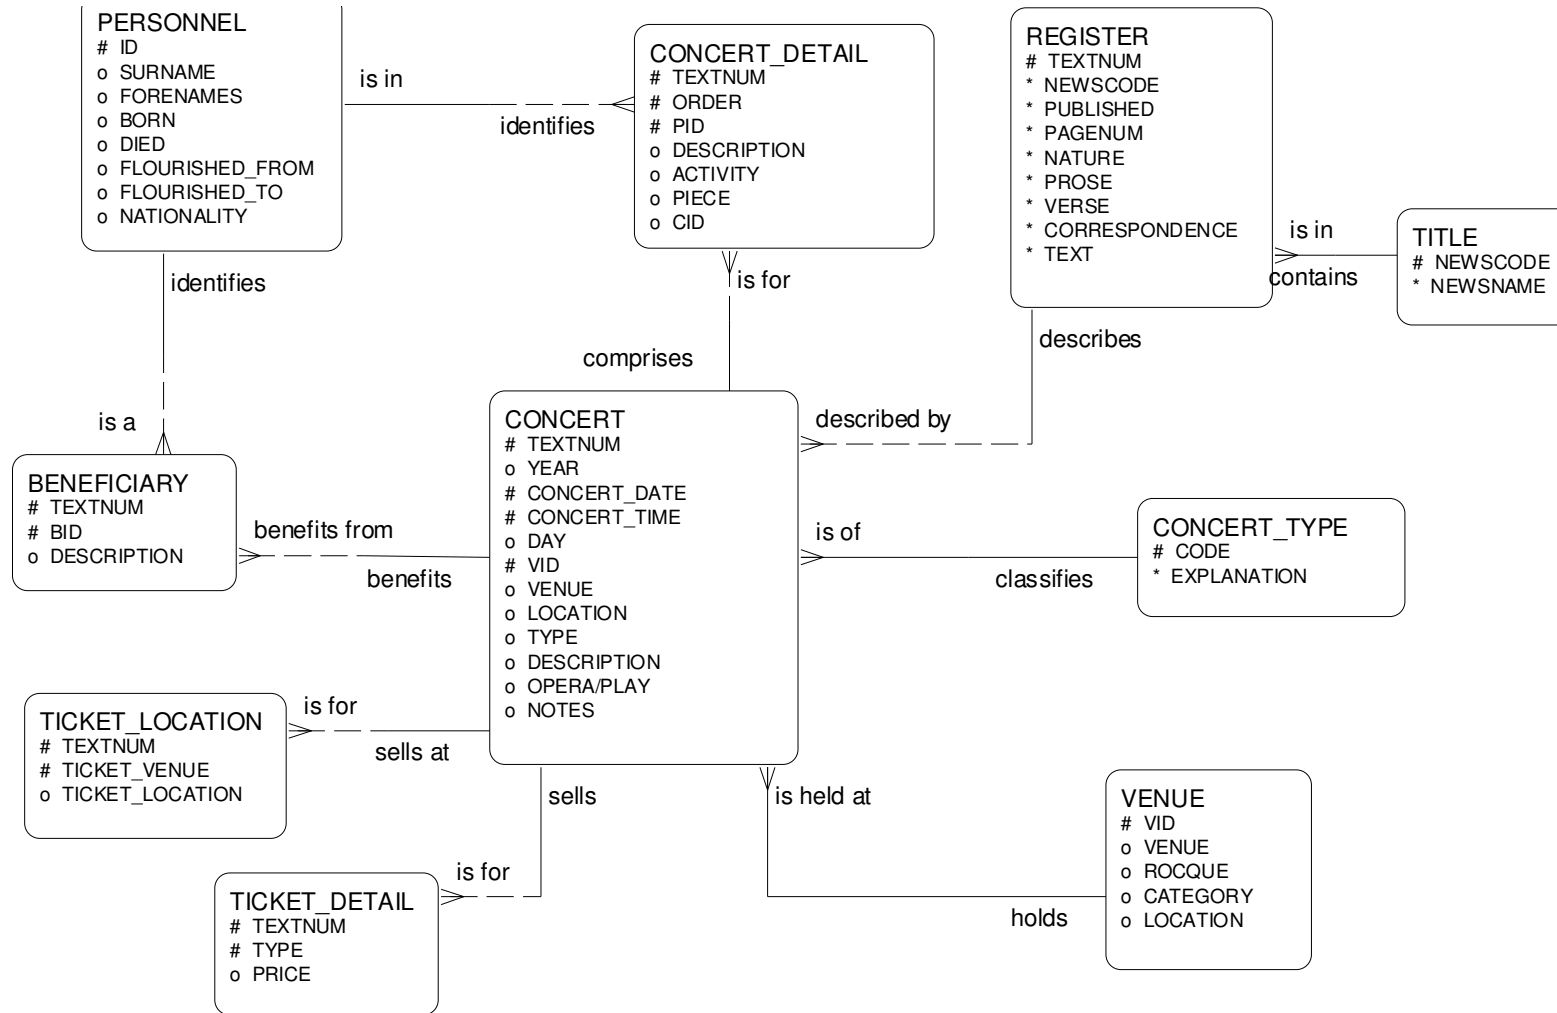 PERSONNEL
# ID
o SURNAME
o FORENAMES
o BORN
o DIED
o FLOURISHED_FROM
o FLOURISHED_TO
o NATIONALITY
is in
identifies
CONCERT_DETAIL
# TEXTNUM
# ORDER
# PID
o DESCRIPTION
o ACTIVITY
o PIECE
o CID
REGISTER
# TEXTNUM
* NEWSCODE
* PUBLISHED
* PAGENUM
* NATURE
* PROSE
* VERSE
* CORRESPONDENCE
* TEXT
is in
contains
TITLE
# NEWSCODE
* NEWSNAME
identifies
is a
is for
comprises
describes
described by
BENEFICIARY
# TEXTNUM
# BID
o DESCRIPTION
benefits from
benefits
CONCERT
# TEXTNUM
o YEAR
# CONCERT_DATE
# CONCERT_TIME
o DAY
# VID
o VENUE
o LOCATION
o TYPE
o DESCRIPTION
o OPERA/PLAY
o NOTES
is of
classifies
CONCERT_TYPE
# CODE
* EXPLANATION
TICKET_LOCATION
# TEXTNUM
# TICKET_VENUE
o TICKET_LOCATION
is for
sells at
sells
is for
TICKET_DETAIL
# TEXTNUM
# TYPE
o PRICE
is held at
holds
VENUE
# VID
o VENUE
o ROCQUE
o CATEGORY
o LOCATION